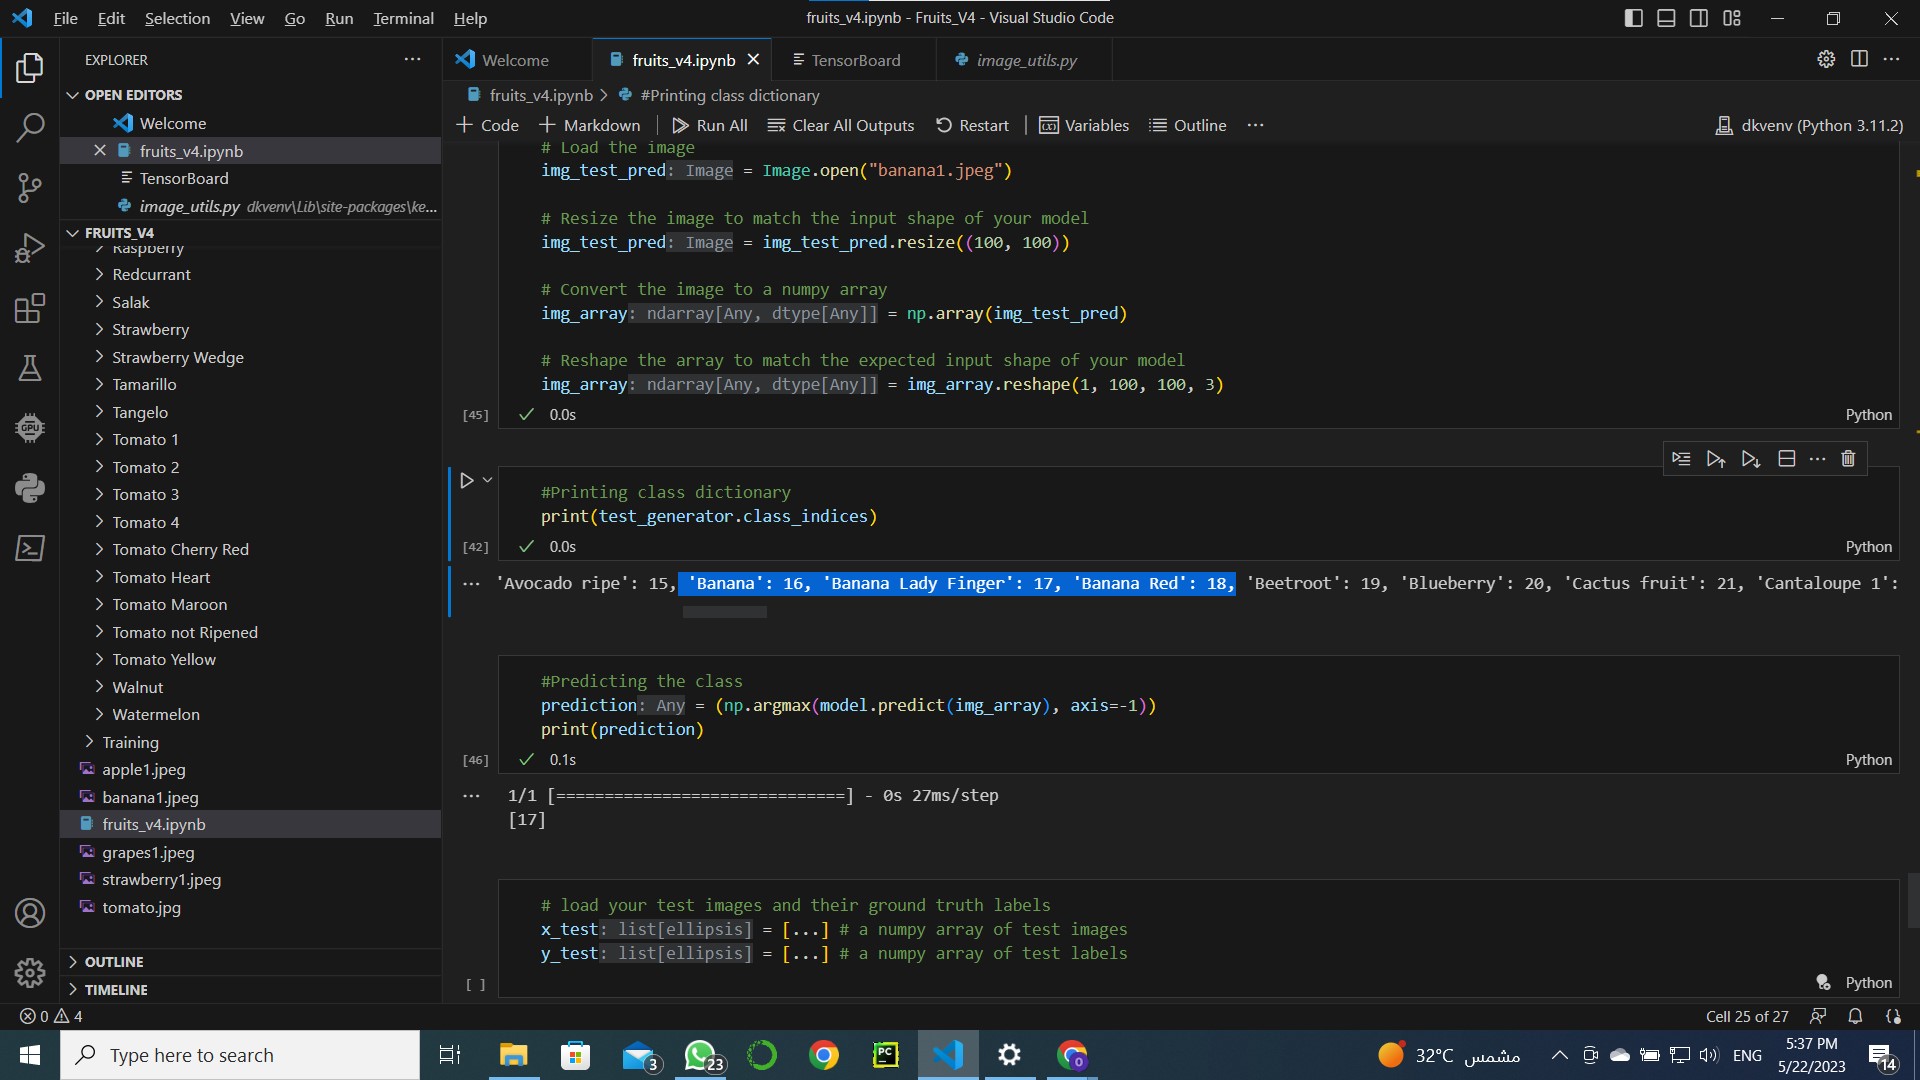 File Edit Selection View Go Run Terminal Help
fruits_v4.ipynb - Fruits_V4 - Visual Studio Code
EXPLORER
OPEN EDITORS
Welcome
fruits_v4.ipynb
TensorBoard
image_utils.py dkvenv\Lib\site-packages\ke...
FRUITS_V4
Raspberry
Redcurrant
Salak
Strawberry
Strawberry Wedge
Tamarillo
Tangelo
Tomato 1
Tomato 2
Tomato 3
Tomato 4
Tomato Cherry Red
Tomato Heart
Tomato Maroon
Tomato not Ripened
Tomato Yellow
Walnut
Watermelon
Training
apple1.jpeg
banana1.jpeg
fruits_v4.ipynb
grapes1.jpeg
strawberry1.jpeg
tomato.jpg
OUTLINE
TIMELINE
GPU
Welcome fruits_v4.ipynb TensorBoard image_utils.py
fruits_v4.ipynb > #Printing class dictionary
+ Code + Markdown | Run All Clear All Outputs Restart | Variables Outline ...
dkvenv (Python 3.11.2)
# Load the image
img_test_pred: Image = Image.open("banana1.jpeg")
# Resize the image to match the input shape of your model
img_test_pred: Image = img_test_pred.resize((100, 100))
# Convert the image to a numpy array
img_array: ndarray[Any, dtype[Any]] = np.array(img_test_pred)
# Reshape the array to match the expected input shape of your model
img_array: ndarray[Any, dtype[Any]] = img_array.reshape(1, 100, 100, 3)
[45] 0.0s Python
#Printing class dictionary
print(test_generator.class_indices)
[42] 0.0s Python
... 'Avocado ripe': 15, 'Banana': 16, 'Banana Lady Finger': 17, 'Banana Red': 18, 'Beetroot': 19, 'Blueberry': 20, 'Cactus fruit': 21, 'Cantaloupe 1':
#Predicting the class
prediction: Any = (np.argmax(model.predict(img_array), axis=-1))
print(prediction)
[46] 0.1s Python
... 1/1 [==============================] - 0s 27ms/step
[17]
# load your test images and their ground truth labels
x_test: list[ellipsis] = [...] # a numpy array of test images
y_test: list[ellipsis] = [...] # a numpy array of test labels
[ ] Python
0 4
Cell 25 of 27
Type here to search
3
23
PC
32°C مشمس
ENG
5:37 PM
5/22/2023
14